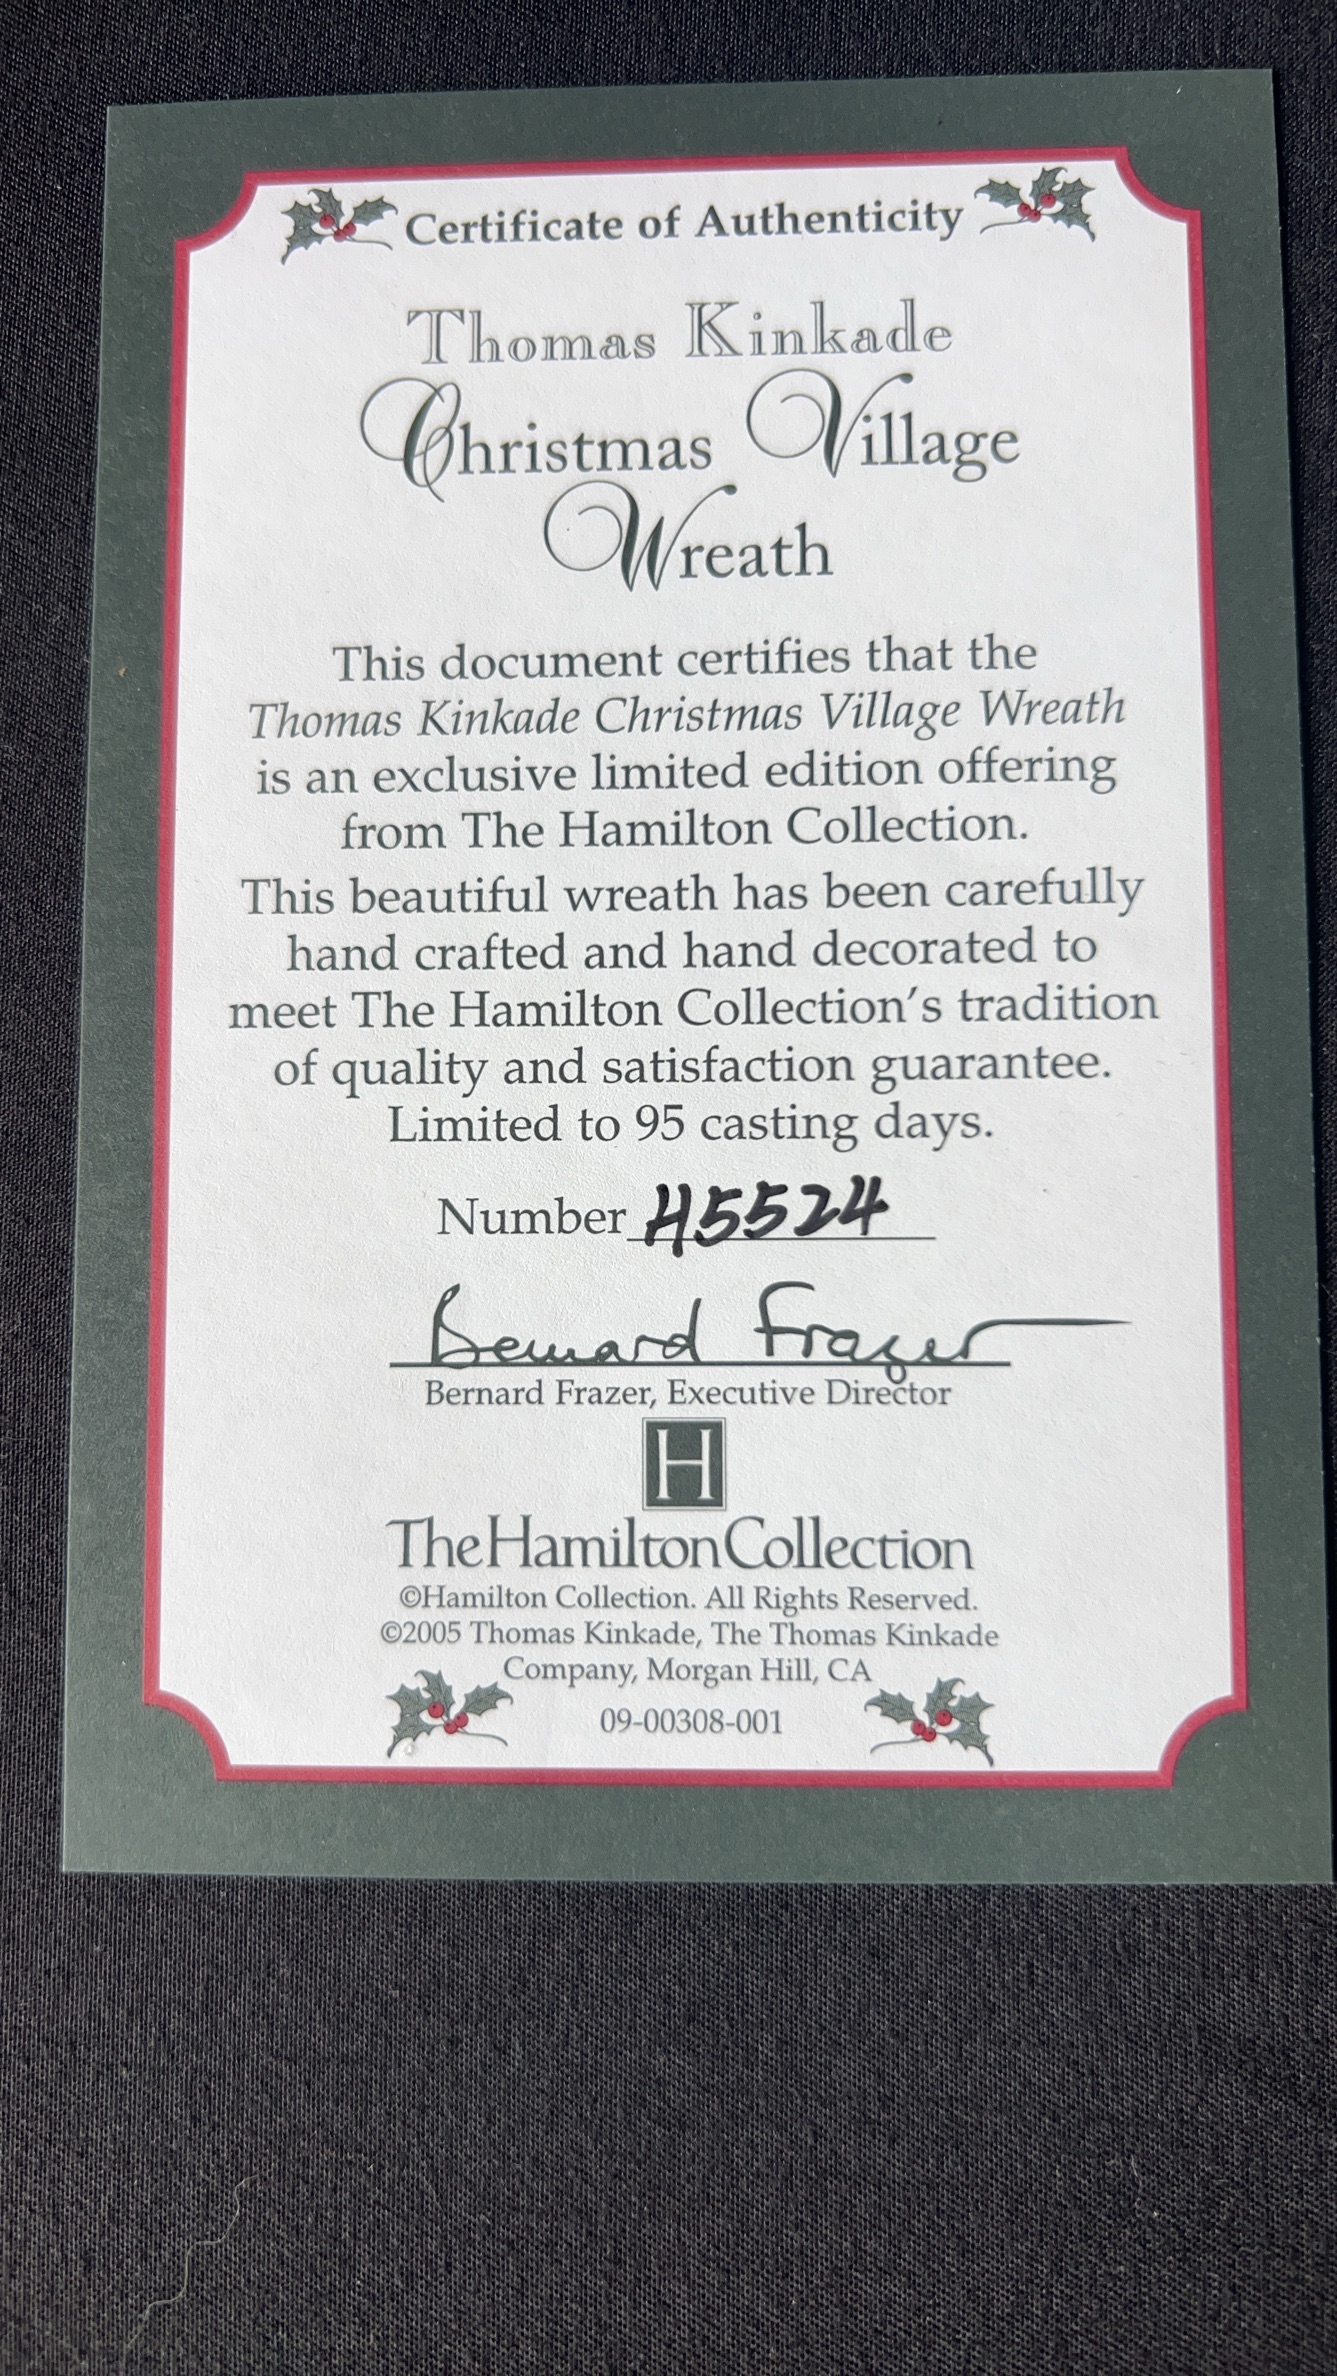 Certificate of Authenticity
Thomas Kinkade
Christmas Village
Wreath
This document certifies that the
Thomas Kinkade Christmas Village Wreath
is an exclusive limited edition offering
from The Hamilton Collection.
This beautiful wreath has been carefully
hand crafted and hand decorated to
meet The Hamilton Collection's tradition
of quality and satisfaction guarantee.
Limited to 95 casting days.
Number H5524
Bernard Frazer
Bernard Frazer, Executive Director
H
The Hamilton Collection
©Hamilton Collection. All Rights Reserved.
©2005 Thomas Kinkade, The Thomas Kinkade
Company, Morgan Hill, CA
09-00308-001